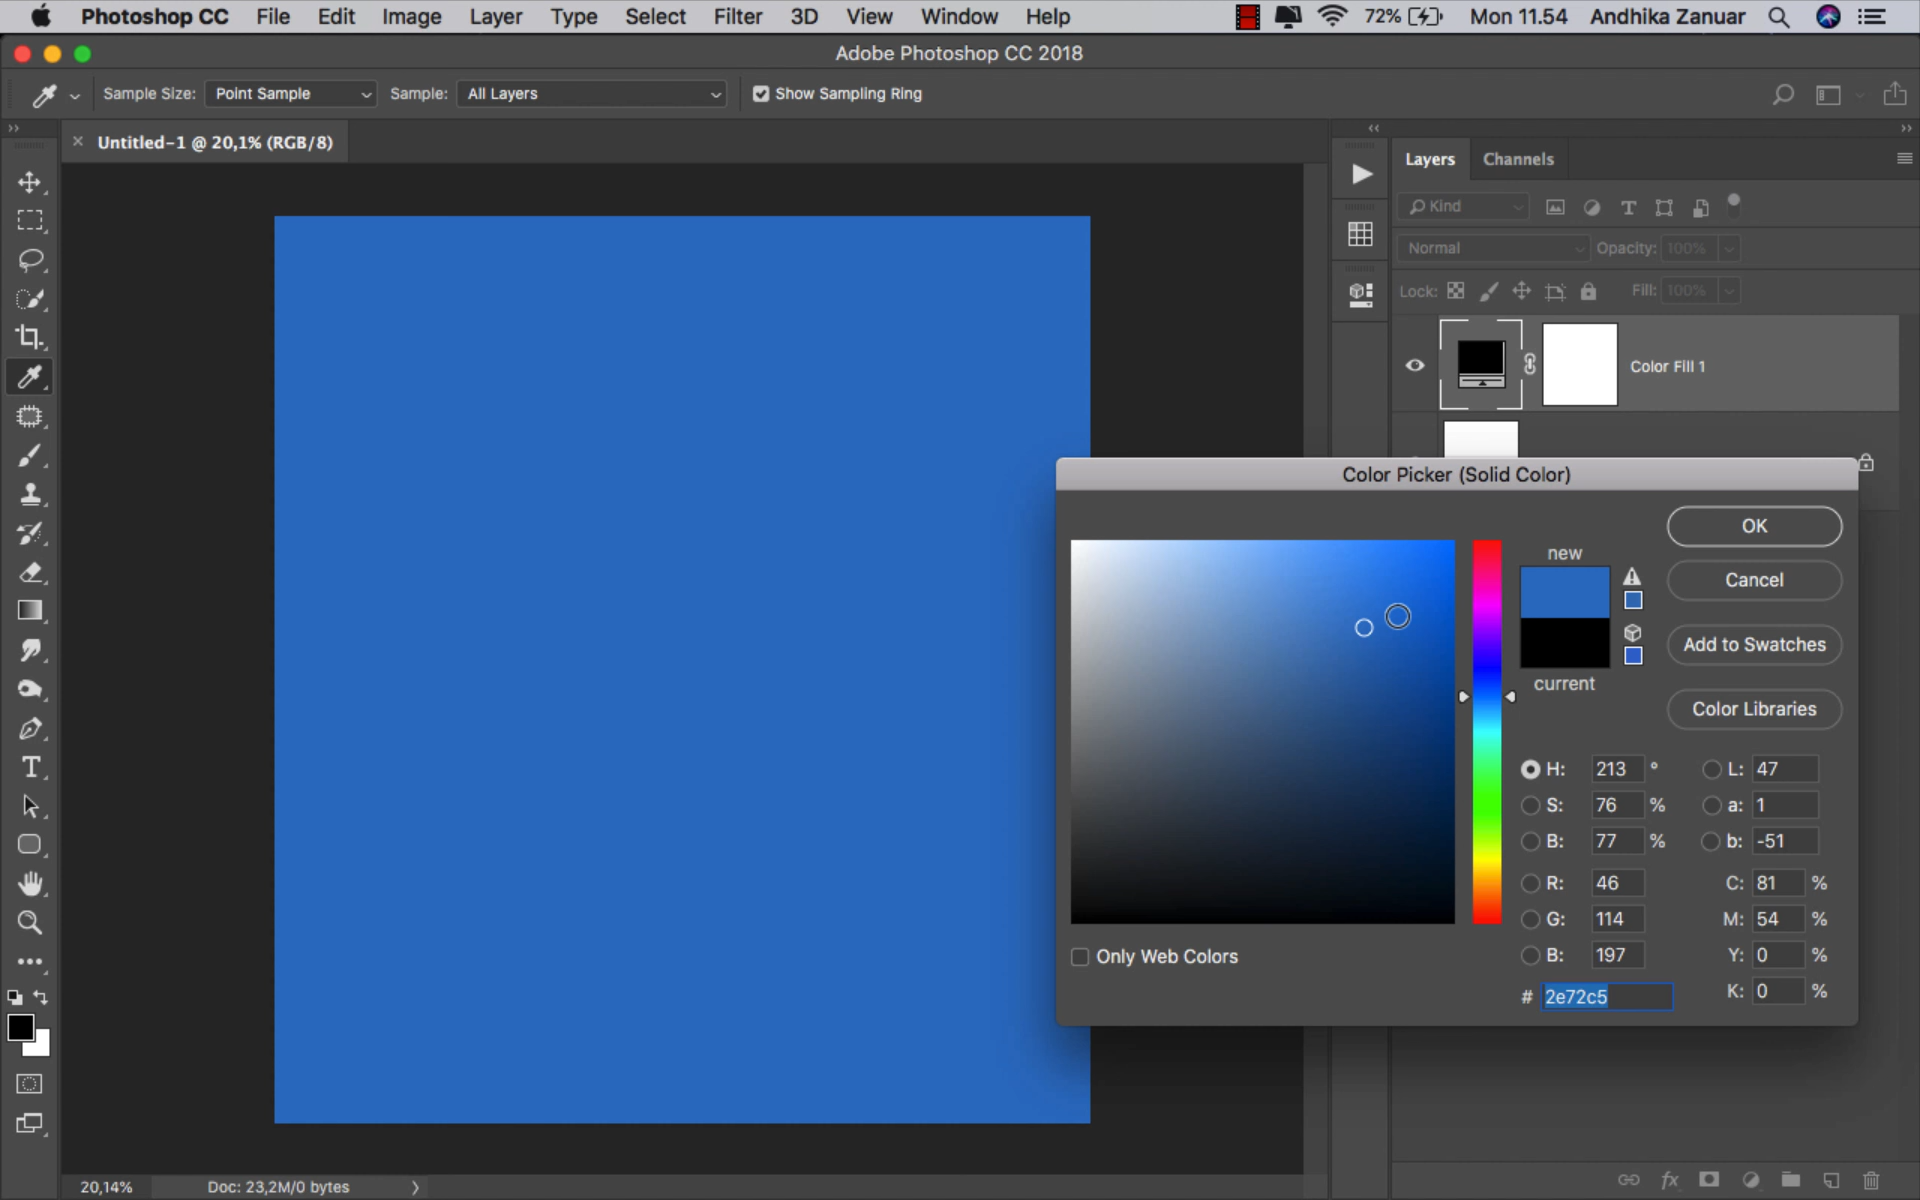 Photoshop CC File Edit Image Layer Type Select Filter 3D View Window Help 72% Mon 11.54 Andhika Zanuar
Adobe Photoshop CC 2018
Sample Size: Point Sample Sample: All Layers Show Sampling Ring
Untitled-1 @ 20,1% (RGB/8)
Layers Channels
Kind
Normal Opacity: 100%
Lock: Fill: 100%
Color Fill 1
Color Picker (Solid Color)
OK
new
Cancel
Add to Swatches
current
Color Libraries
H: 213 ° L: 47
S: 76 % a: 1
B: 77 % b: -51
R: 46 C: 81 %
G: 114 M: 54 %
B: 197 Y: 0 %
Only Web Colors
# 2e72c5 K: 0 %
20,14% Doc: 23,2M/0 bytes